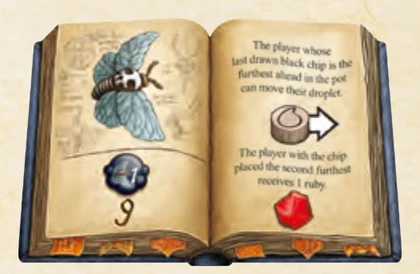 1
9
The player whose
last drawn black chip is the
furthest ahead in the pot
can move their droplet.
The player with the chip
placed the second furthest
receives 1 ruby.